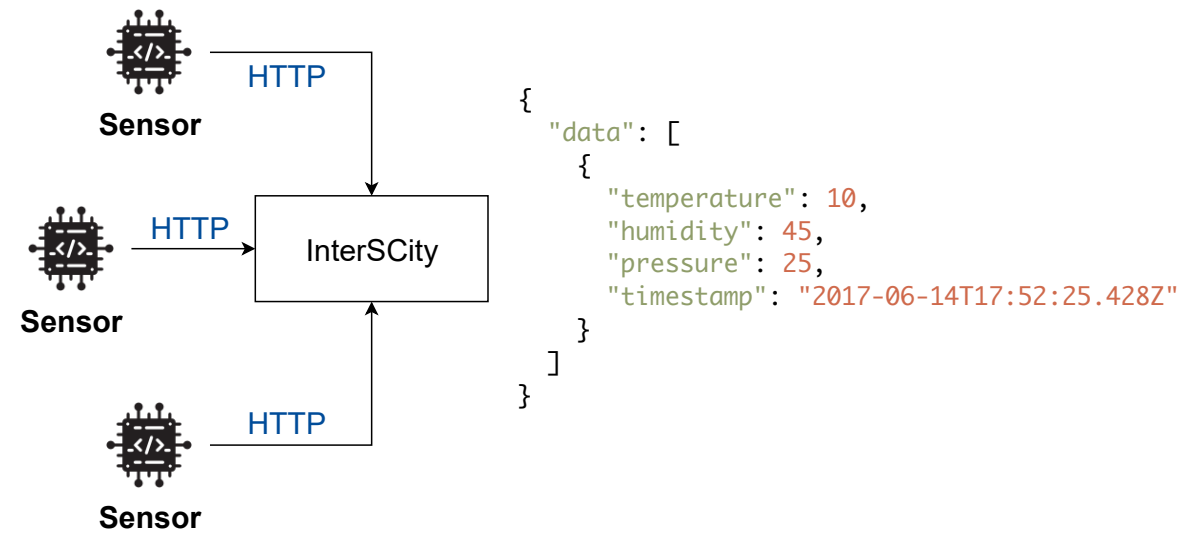 HTTP
Sensor
HTTP
Sensor
InterSCity
HTTP
Sensor
{
  "data": [
    {
      "temperature": 10,
      "humidity": 45,
      "pressure": 25,
      "timestamp": "2017-06-14T17:52:25.428Z"
    }
  ]
}